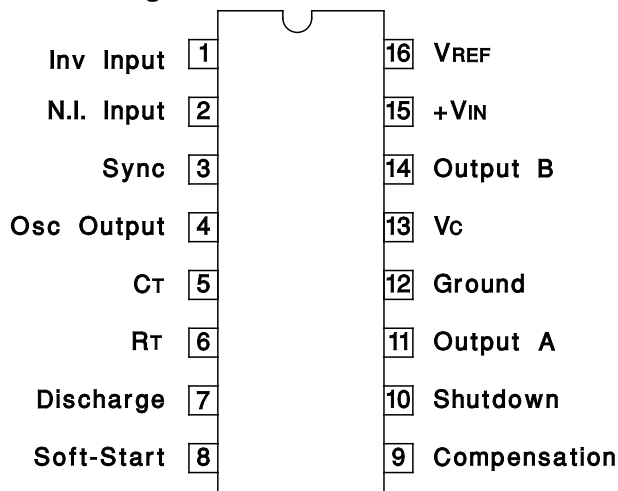 Inv Input 1 16 VREF
N.I. Input 2 15 +VIN
Sync 3 14 Output B
Osc Output 4 13 VC
CT 5 12 Ground
RT 6 11 Output A
Discharge 7 10 Shutdown
Soft-Start 8 9 Compensation